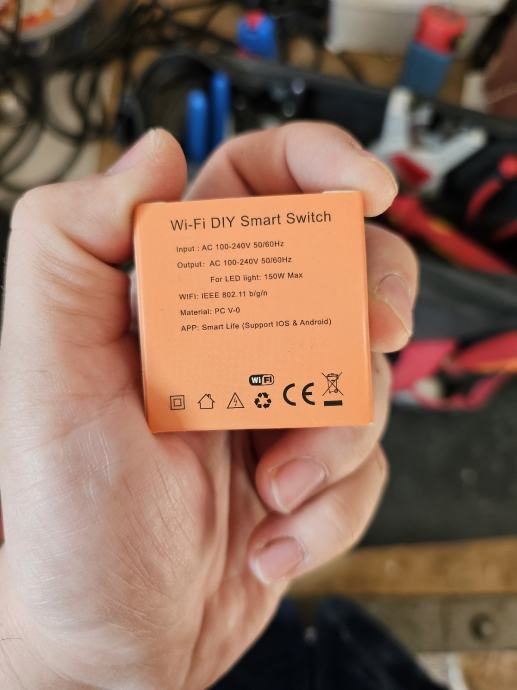 Wi-Fi DIY Smart Switch
Input : AC 100-240V 50/60Hz
Output: AC 100-240V 50/60Hz
For LED light: 150W Max
WIFI: IEEE 802.11 b/g/n
Material: PC V-0
APP: Smart Life (Support IOS & Android)
WiFi
CE